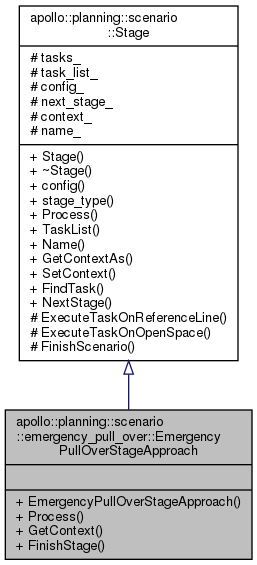 apollo::planning::scenario
::Stage
# tasks_
# task_list_
# config_
# next_stage_
# context_
# name_
+ Stage()
+ ~Stage()
+ config()
+ stage_type()
+ Process()
+ TaskList()
+ Name()
+ GetContextAs()
+ SetContext()
+ FindTask()
+ NextStage()
# ExecuteTaskOnReferenceLine()
# ExecuteTaskOnOpenSpace()
# FinishScenario()
apollo::planning::scenario
::emergency_pull_over::Emergency
PullOverStageApproach
+ EmergencyPullOverStageApproach()
+ Process()
+ GetContext()
+ FinishStage()